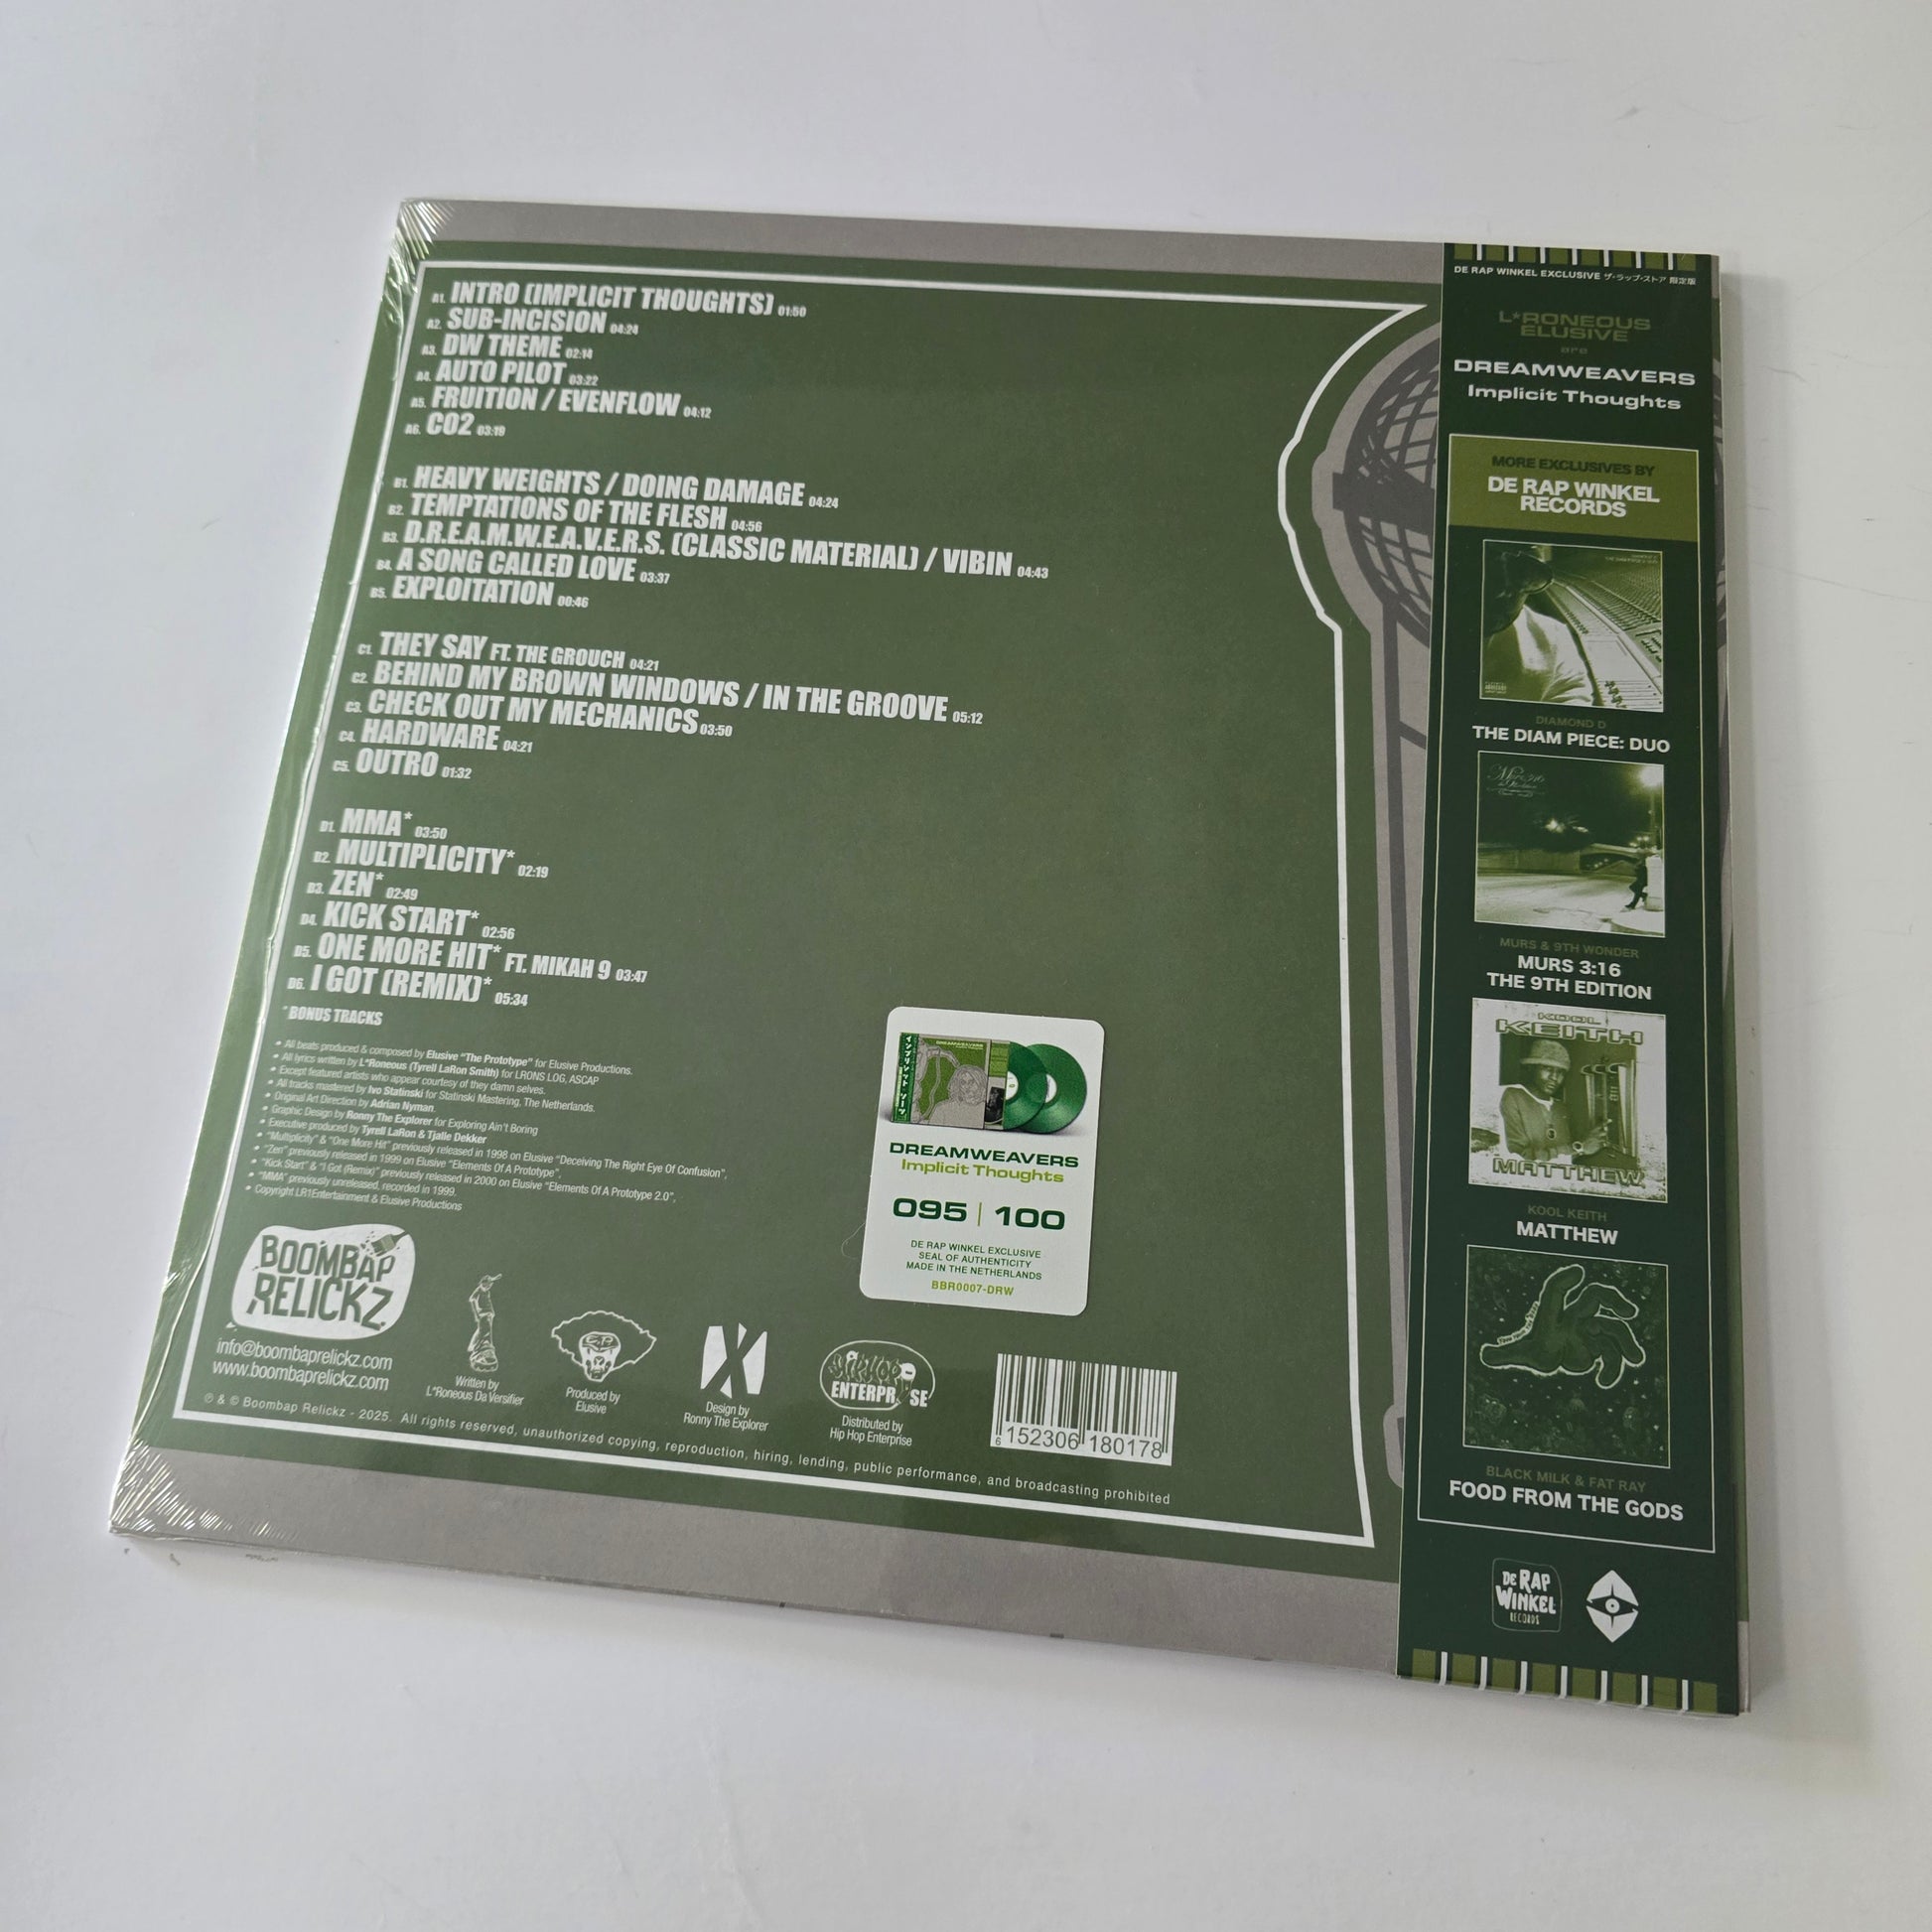 A1. INTRO (IMPLICIT THOUGHTS) 01:50
A2. SUB-INCISION 04:24
A3. DW THEME 02:14
A4. AUTO PILOT 03:22
A5. FRUITION / EVENFLOW 04:12
A6. CO2 03:19
B1. HEAVY WEIGHTS / DOING DAMAGE 04:24
B2. TEMPTATIONS OF THE FLESH 04:56
B3. D.R.E.A.M.W.E.A.V.E.R.S. (CLASSIC MATERIAL) / VIBIN 04:43
B4. A SONG CALLED LOVE 03:37
B5. EXPLOITATION 00:46
C1. THEY SAY FT. THE GROUCH 04:21
C2. BEHIND MY BROWN WINDOWS / IN THE GROOVE 05:12
C3. CHECK OUT MY MECHANICS 03:50
C4. HARDWARE 04:21
C5. OUTRO 01:32
D1. MMA* 03:50
D2. MULTIPLICITY* 02:19
D3. ZEN* 02:49
D4. KICK START* 02:56
D5. ONE MORE HIT* FT. MIKAH 9 03:47
D6. I GOT (REMIX)* 05:34
*BONUS TRACKS
• All beats produced & composed by Elusive "The Prototype" for Elusive Productions.
• All lyrics written by L*Roneous (Tyrell LaRon Smith) for LRONS LOG, ASCAP
• Except featured artists who appear courtesy of they damn selves.
• All tracks mastered by Ivo Statinski for Statinski Mastering, The Netherlands.
• Original Art Direction by Adrian Nyman.
• Graphic Design by Ronny The Explorer for Exploring Ain't Boring
• Executive produced by Tyrell LaRon & Tjalle Dekker
• "Multiplicity" & "One More Hit" previously released in 1998 on Elusive "Deceiving The Right Eye Of Confusion",
• "Zen" previously released in 1999 on Elusive "Elements Of A Prototype",
• "Kick Start" & "I Got (Remix)" previously released in 2000 on Elusive "Elements Of A Prototype 2.0",
• "MMA" previously unreleased, recorded in 1999.
• Copyright LR1Entertainment & Elusive Productions
BOOMBAP
RELICKZ
info@boombaprelickz.com
www.boombaprelickz.com
Written by
L*Roneous Da Versifier
E.P.
Produced by
Elusive
Design by
Ronny The Explorer
HIPHOP
ENTERPRISE
Distributed by
Hip Hop Enterprise
6 152306 180178
℗ & © Boombap Relickz - 2025. All rights reserved, unauthorized copying, reproduction, hiring, lending, public performance, and broadcasting prohibited
インプリシット・ソーツ
DREAMWEAVERS
DREAMWEAVERS
Implicit Thoughts
095 | 100
DE RAP WINKEL EXCLUSIVE
SEAL OF AUTHENTICITY
MADE IN THE NETHERLANDS
BBR0007-DRW
DE RAP WINKEL EXCLUSIVE ザ・ラップ・ストア 限定版
L*RONEOUS
ELUSIVE
are
DREAMWEAVERS
Implicit Thoughts
MORE EXCLUSIVES BY
DE RAP WINKEL
RECORDS
DIAMOND D
THE DIAM PIECE: DUO
Murs 3:16
MURS & 9TH WONDER
MURS 3:16
THE 9TH EDITION
KOOL
KEITH
MATTHEW
KOOL KEITH
MATTHEW
BLACK MILK & FAT RAY
FOOD FROM THE GODS
DE RAP
WINKEL
RECORDS